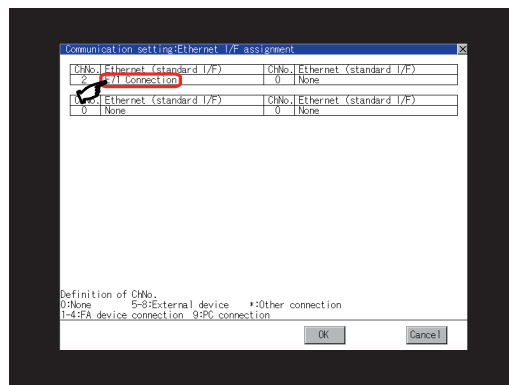 Communication setting:Ethernet I/F assignment
ChNo. Ethernet (standard I/F) ChNo. Ethernet (standard I/F)
2 E71 Connection 0 None
ChNo. Ethernet (standard I/F) ChNo. Ethernet (standard I/F)
0 None 0 None
Definition of ChNo.
0:None 5-8:External device *:Other connection
1-4:FA device connection 9:PC connection
OK Cancel